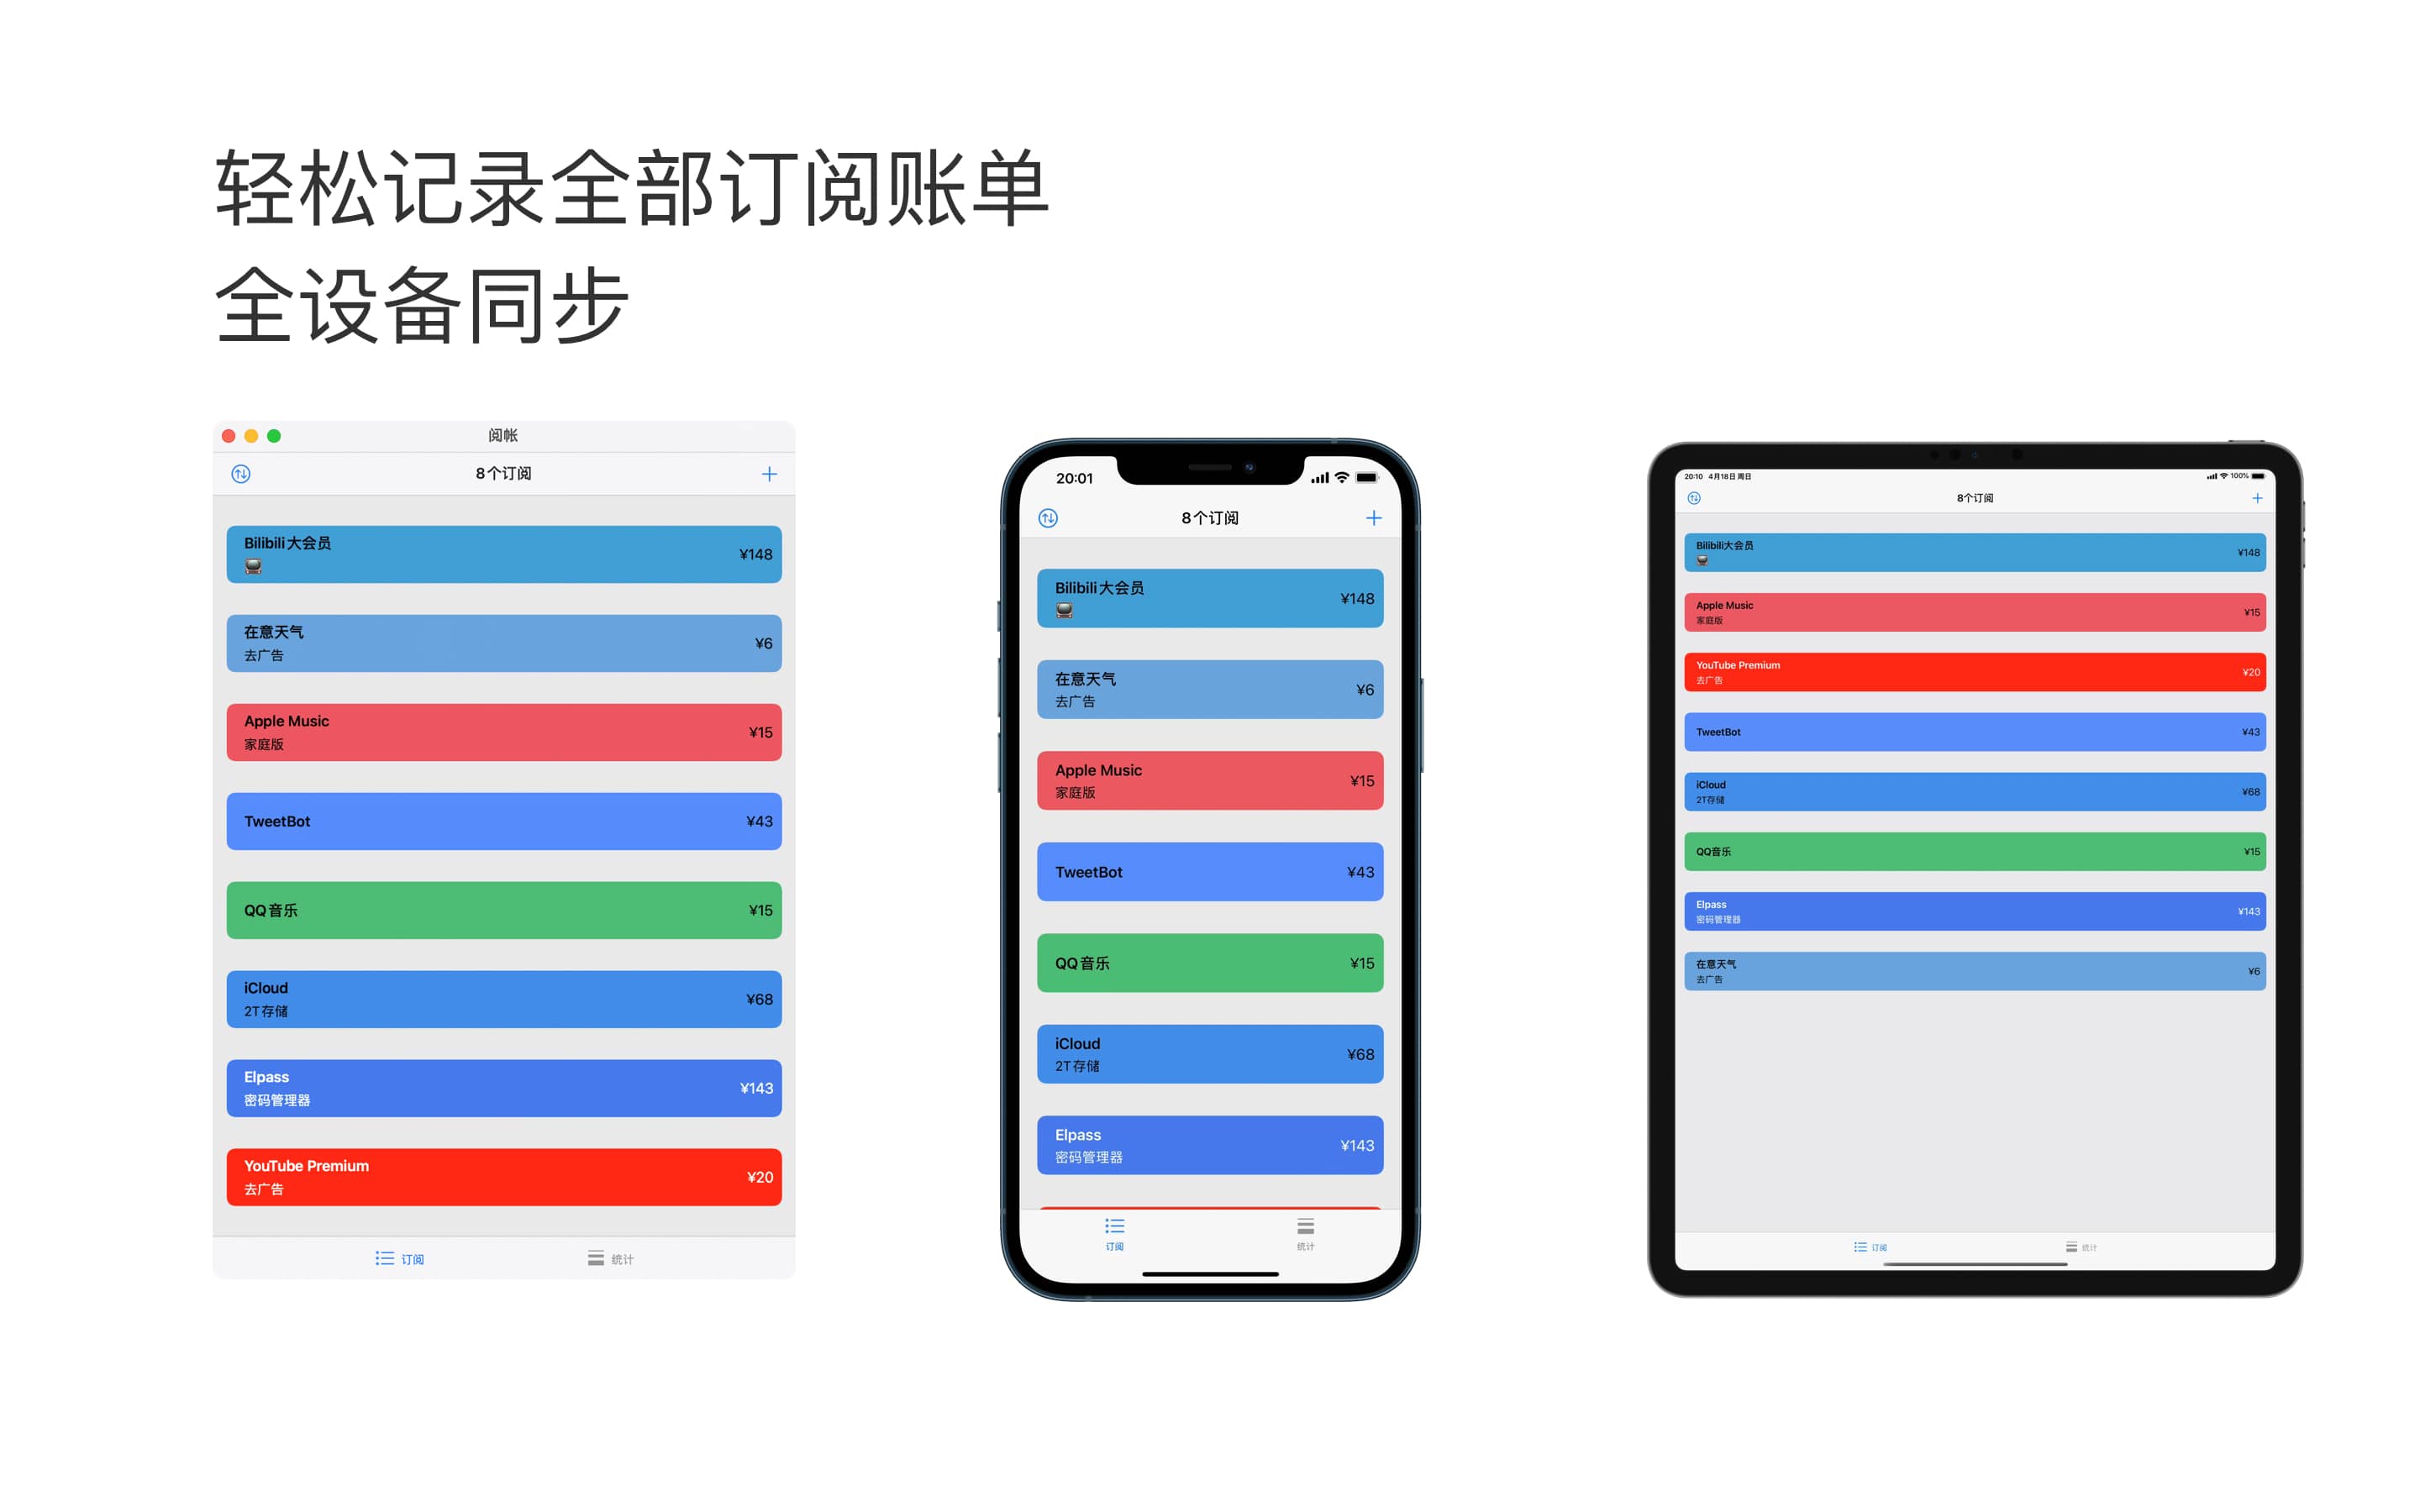 轻松记录全部订阅账单
全设备同步
阅帐
8个订阅
Bilibili大会员
¥148
在意天气
去广告
¥6
Apple Music
家庭版
¥15
TweetBot
¥43
QQ音乐
¥15
iCloud
2T存储
¥68
Elpass
密码管理器
¥143
YouTube Premium
去广告
¥20
订阅
统计
20:01
8个订阅
Bilibili大会员
¥148
在意天气
去广告
¥6
Apple Music
家庭版
¥15
TweetBot
¥43
QQ音乐
¥15
iCloud
2T存储
¥68
Elpass
密码管理器
¥143
订阅
统计
20:10 4月18日 周日
100%
8个订阅
Bilibili大会员
¥148
Apple Music
家庭版
¥15
YouTube Premium
去广告
¥20
TweetBot
¥43
iCloud
2T存储
¥68
QQ音乐
¥15
Elpass
密码管理器
¥143
在意天气
去广告
¥6
订阅
统计